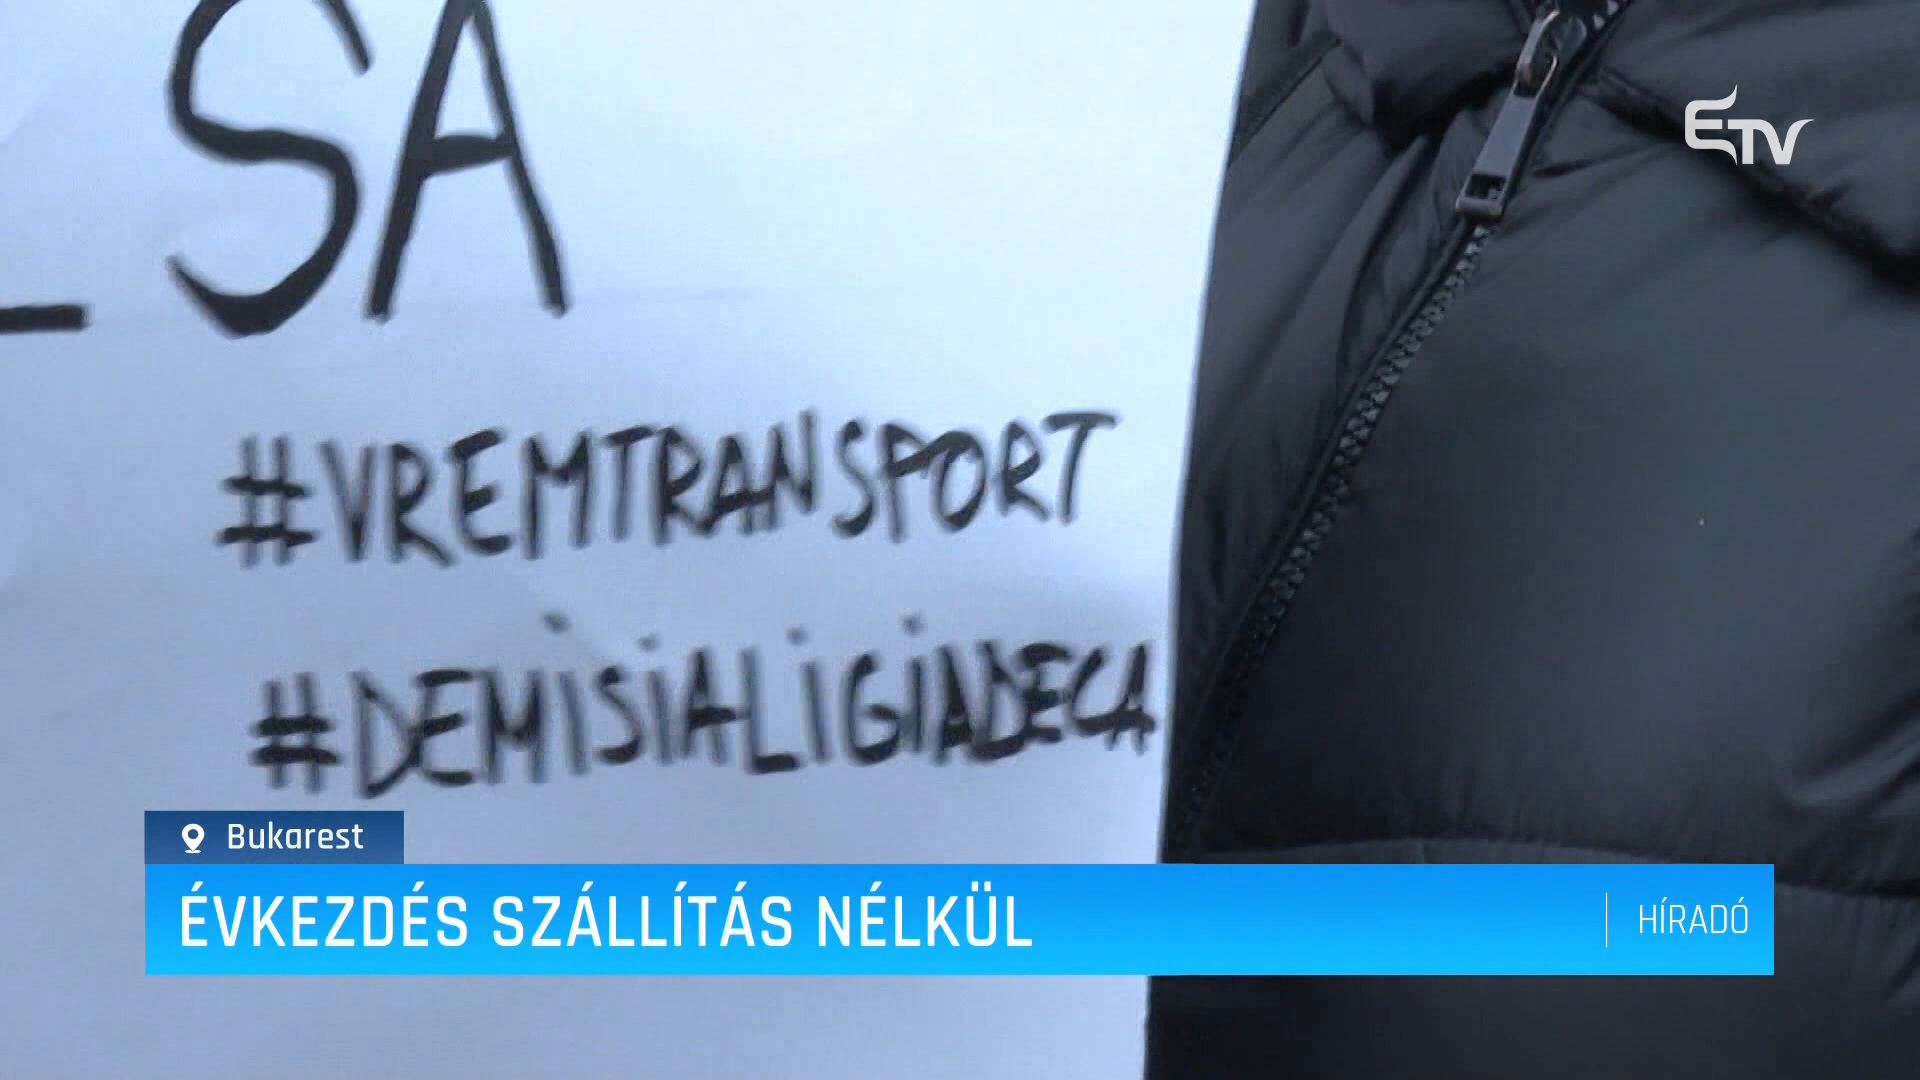 SA
ETV
#VREMTRANSPORT
#DEMISIALIGIADECA
Bukarest
ÉVKEZDÉS SZÁLLÍTÁS NÉLKÜL
HÍRADÓ